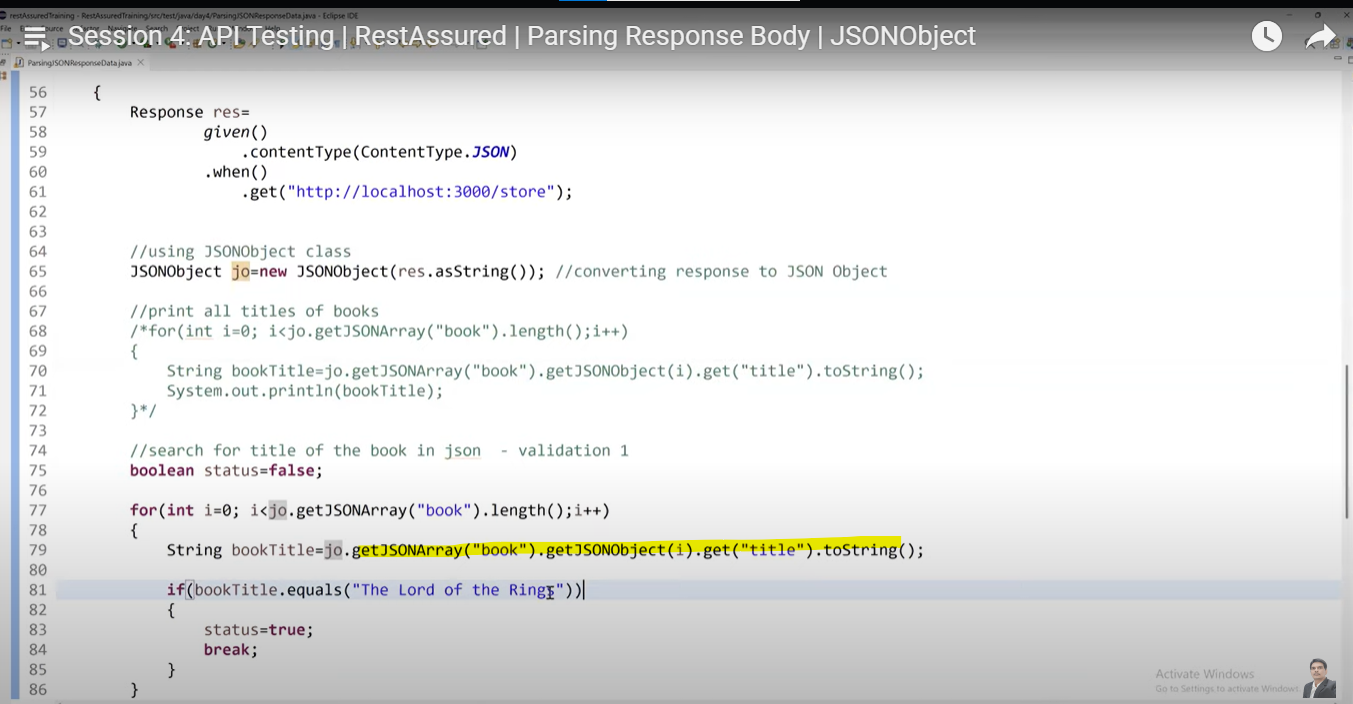 restAssuredTraining - RestAssuredTraining/src/test/java/day4/ParsingJSONResponseData.java - Eclipse IDE
Session 4: API Testing | RestAssured | Parsing Response Body | JSONObject
ParsingJSONResponseData.java
56 {
57 Response res=
58 given()
59 .contentType(ContentType.JSON)
60 .when()
61 .get("http://localhost:3000/store");
62
63
64 //using JSONObject class
65 JSONObject jo=new JSONObject(res.asString()); //converting response to JSON Object
66
67 //print all titles of books
68 /*for(int i=0; i<jo.getJSONArray("book").length();i++)
69 {
70 String bookTitle=jo.getJSONArray("book").getJSONObject(i).get("title").toString();
71 System.out.println(bookTitle);
72 }*/
73
74 //search for title of the book in json - validation 1
75 boolean status=false;
76
77 for(int i=0; i<jo.getJSONArray("book").length();i++)
78 {
79 String bookTitle=jo.getJSONArray("book").getJSONObject(i).get("title").toString();
80
81 if(bookTitle.equals("The Lord of the Rings"))
82 {
83 status=true;
84 break;
85 }
86 }
Activate Windows
Go to Settings to activate Windows.